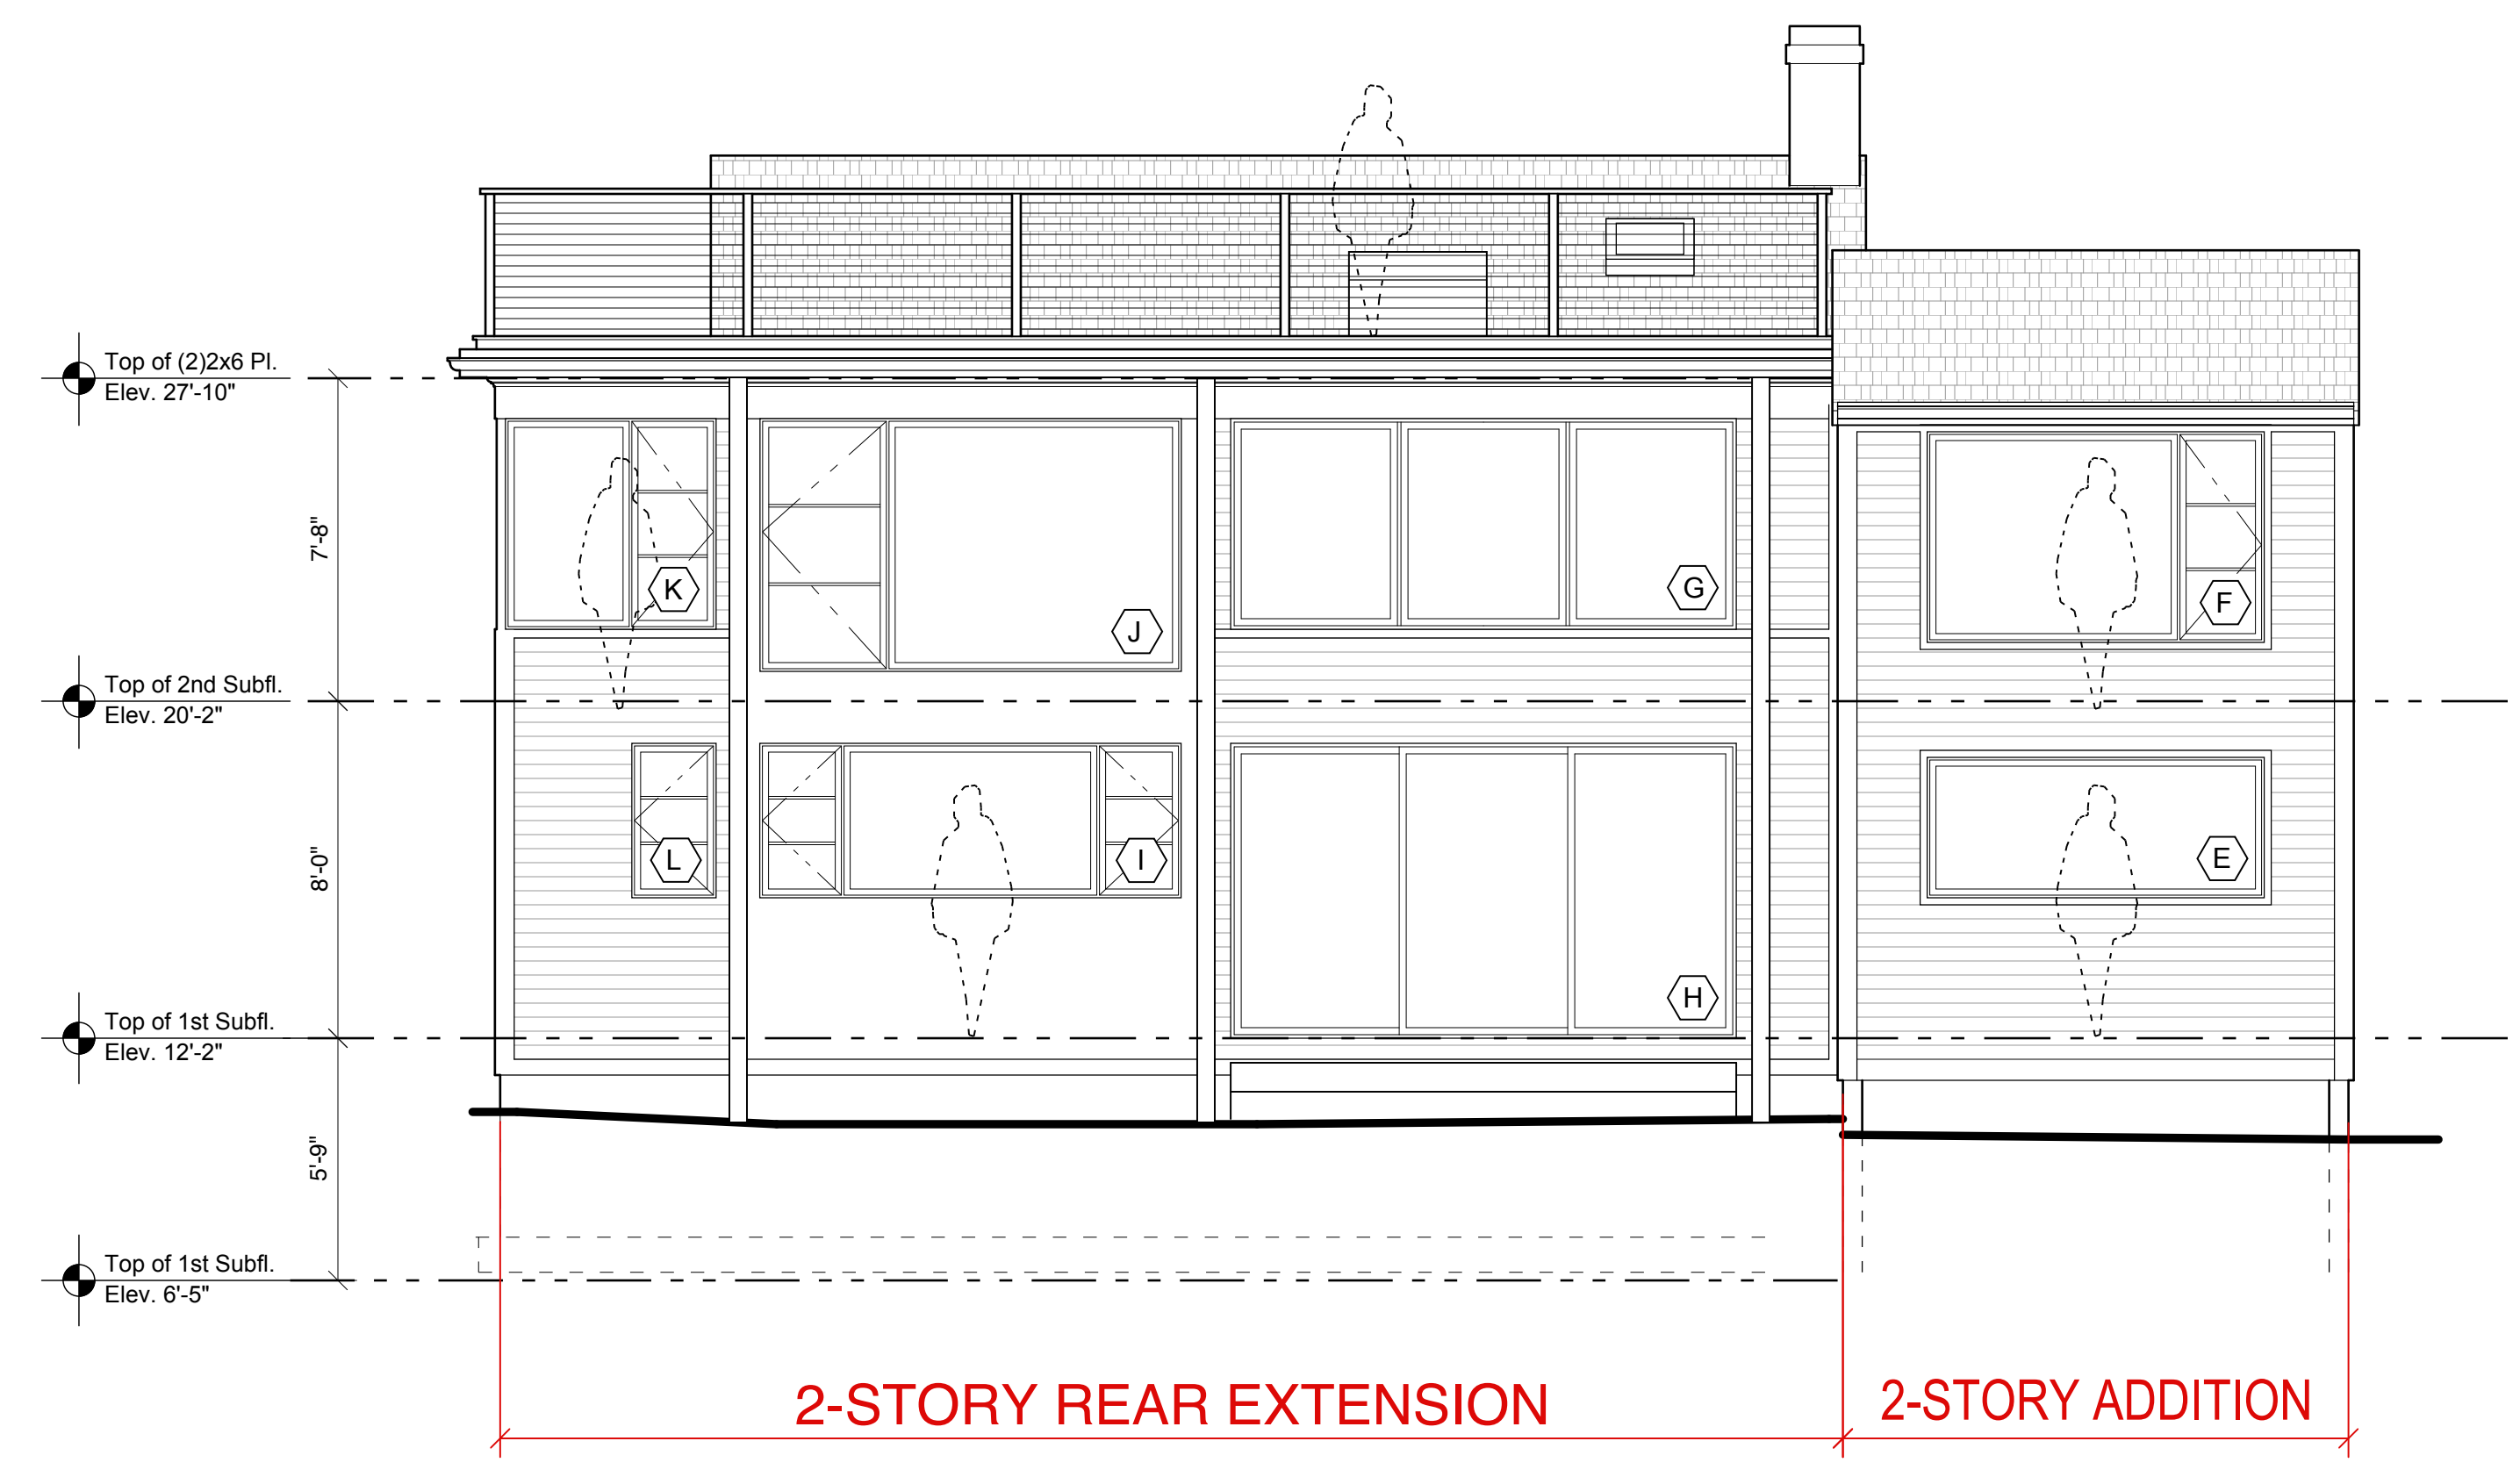 Top of (2)2x6 Pl.
Elev. 27'-10"
7'-8"
K
J
G
F
Top of 2nd Subfl.
Elev. 20'-2"
8'-0"
L
I
E
H
Top of 1st Subfl.
Elev. 12'-2"
5'-9"
Top of 1st Subfl.
Elev. 6'-5"
2-STORY REAR EXTENSION
2-STORY ADDITION